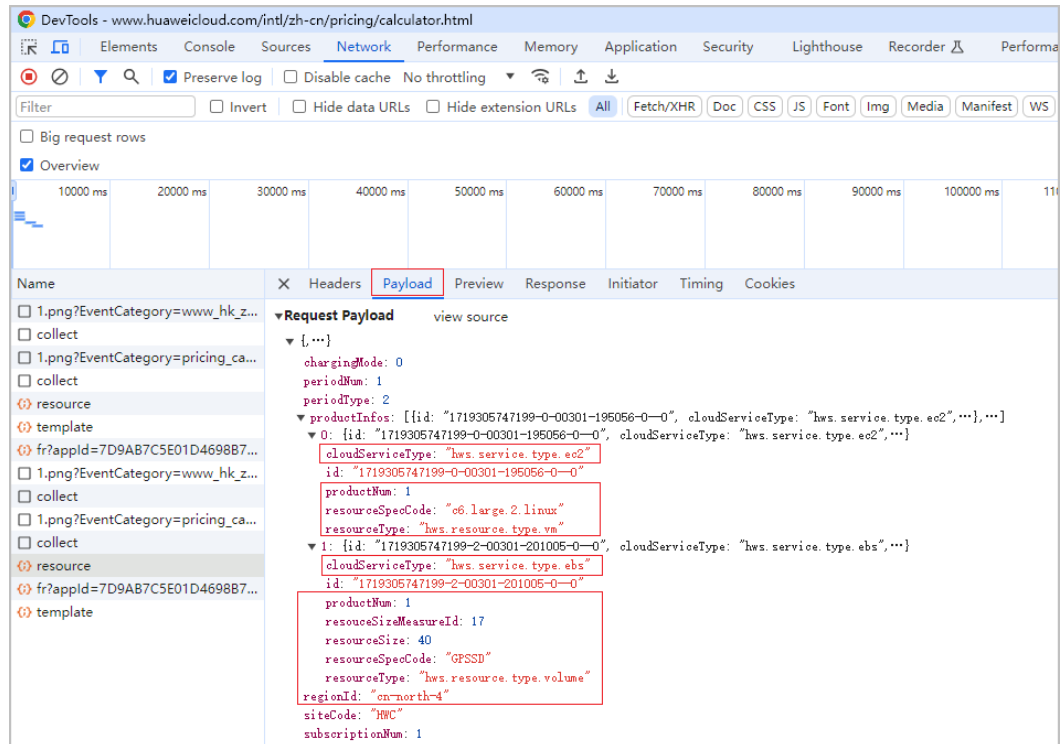 DevTools - www.huaweicloud.com/intl/zh-cn/pricing/calculator.html
Elements Console Sources Network Performance Memory Application Security Lighthouse Recorder Performa
Preserve log Disable cache No throttling
Filter Invert Hide data URLs Hide extension URLs All Fetch/XHR Doc CSS JS Font Img Media Manifest WS
Big request rows
Overview
10000 ms 20000 ms 30000 ms 40000 ms 50000 ms 60000 ms 70000 ms 80000 ms 90000 ms 100000 ms 11
Name
Headers Payload Preview Response Initiator Timing Cookies
1.png?EventCategory=www_hk_z...
collect
1.png?EventCategory=pricing_ca...
collect
resource
template
fr?appId=7D9AB7C5E01D4698B7...
1.png?EventCategory=www_hk_z...
collect
1.png?EventCategory=pricing_ca...
collect
resource
fr?appId=7D9AB7C5E01D4698B7...
template
▼Request Payload view source
▼ {,…}
chargingMode: 0
periodNum: 1
periodType: 2
▼ productInfos: [{id: "1719305747199-0-00301-195056-0--0", cloudServiceType: "hws.service.type.ec2",…},…]
▼ 0: {id: "1719305747199-0-00301-195056-0--0", cloudServiceType: "hws.service.type.ec2",…}
cloudServiceType: "hws.service.type.ec2"
id: "1719305747199-0-00301-195056-0--0"
productNum: 1
resourceSpecCode: "c6.large.2.linux"
resourceType: "hws.resource.type.vm"
▼ 1: {id: "1719305747199-2-00301-201005-0--0", cloudServiceType: "hws.service.type.ebs",…}
cloudServiceType: "hws.service.type.ebs"
id: "1719305747199-2-00301-201005-0--0"
productNum: 1
resouceSizeMeasureId: 17
resourceSize: 40
resourceSpecCode: "GPSSD"
resourceType: "hws.resource.type.volume"
regionId: "cn-north-4"
siteCode: "HWC"
subscriptionNum: 1